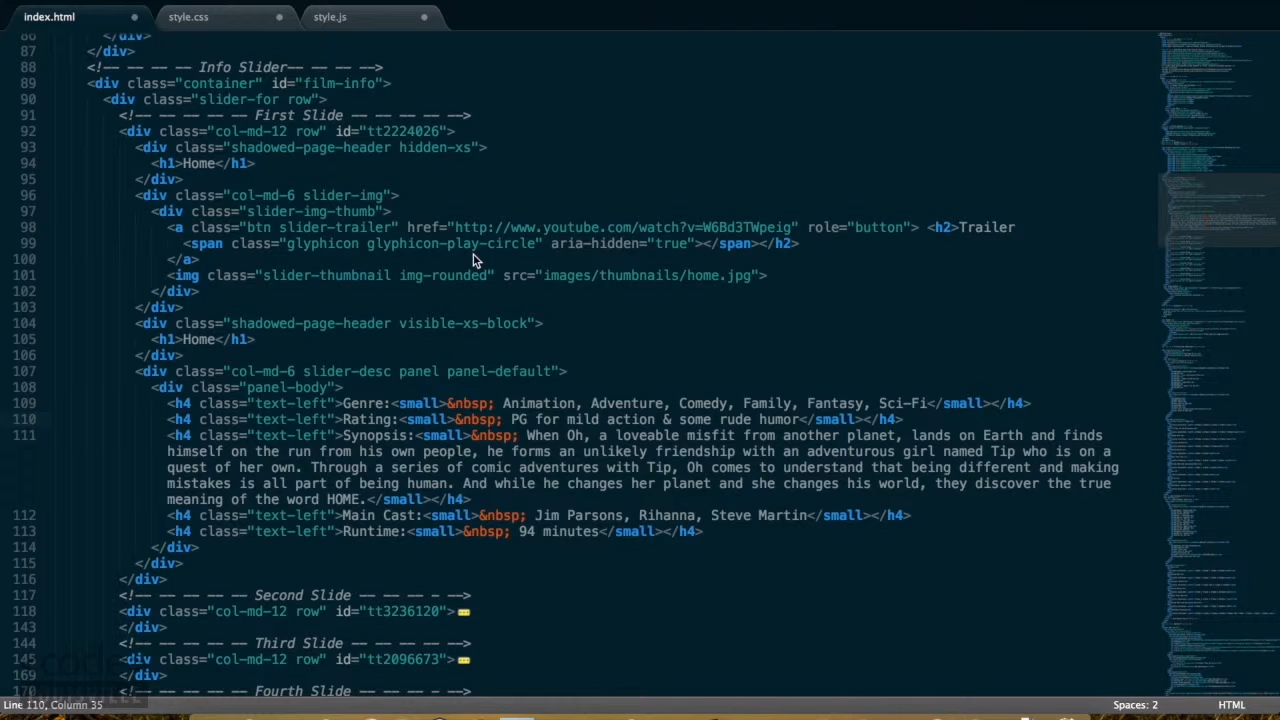 index.html
style.css
style.js
86 </div>
87 </div>
88 <!-- -- -- -- -- Info Slider-- -- -- -->
89 <div class="container" id="film-info">
90 <div class="slider-for row">
91 <!-- -- -- -- -- First Slide -- -- -- -- -->
92 <div class="col-md-12 row" id="tt2224026">
93 <div class="shadowed-page-header hidden-xs">
94 <h1>Home</h1>
95 </div>
96 <div class="col-md-6 slider-img">
97 <div class="slider-img-thumb">
98 <a class="btn slider-trailer" href="http://www.youtube.com/watch?v=W6BJ3VWpeig" role="button"> <h2>Trailer
99 <span class="glyphicon glyphicon-play-circle" aria-hidden="true"></span></h2>
100 </a>
101 <img class="slider-thumbnail img-rounded" src="images/thumbnails/home.jpg">
102 </div>
103 </div>
104 <div class="shadowed-page-header visible-xs-block">
105 <h1>Home</h1>
106 </div>
107 <div class="col-md-6 slider-desc panel panel-default">
108 <div class="panel-body">
109 <h4 class="text-left">Genre:<small>&nbsp; Animation, Adventure, Comedy,Family, Fantasy, Sci-Fi</small></h4>
110 <h4 class="text-left">Rating:<small>&nbsp; PG for mild action & some rude humor</small></h4>
111 <h4 class="text-left">Synopsis:<small>&nbsp; When Oh, a loveable misfit from another planet, lands on Earth and finds
himself on the run, he forms an unlikely friendship with an adventurous girl named Tip who is on a
quest of her own. Through a series of adventures with Tip, Oh comes to understand that being different and making
mistakes is all part of being human. And while he changes her planet and she changes his world, they discover the true
meaning of the word HOME.</small></h4>
112 <h4 class="text-left">Main Cast:<small>&nbsp; Jim Parsons, Rihanna, Steve Martin</small></h4>
113 <h4 class="text-left">Runtime:<small>&nbsp; 94 minutes</small></h4>
114 </div>
115 </div>
116 </div>
117 <!-- -- -- -- -- Second Slide -- -- -- -- -->
118 <div class="col-md-12 row" id="tt3236120">
143 </div>
144 <!-- -- -- -- -- Third Slide -- -- -- -- -->
145 <div class="col-md-12 row" id="tt2096673">
169 </div>
170 <!-- -- -- -- -- Fourth Slide -- -- -- -- -->
Line 110, Column 35
Spaces: 2
HTML